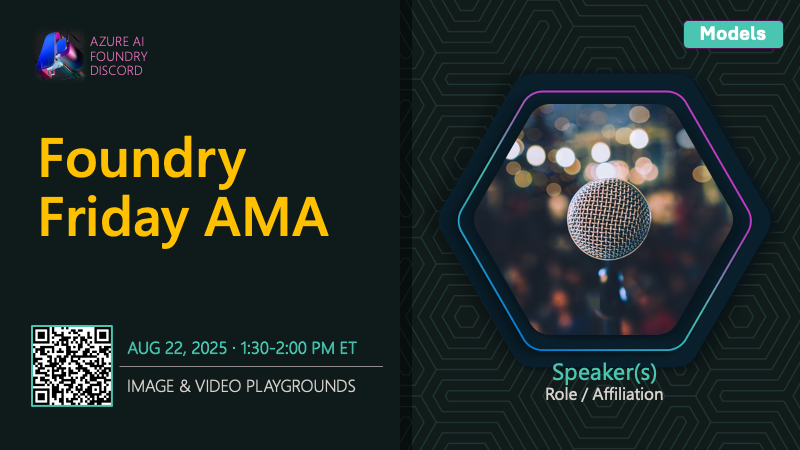 AZURE AI
FOUNDRY
DISCORD
Models
Foundry
Friday AMA
AUG 22, 2025 · 1:30-2:00 PM ET
IMAGE & VIDEO PLAYGROUNDS
Speaker(s)
Role / Affiliation